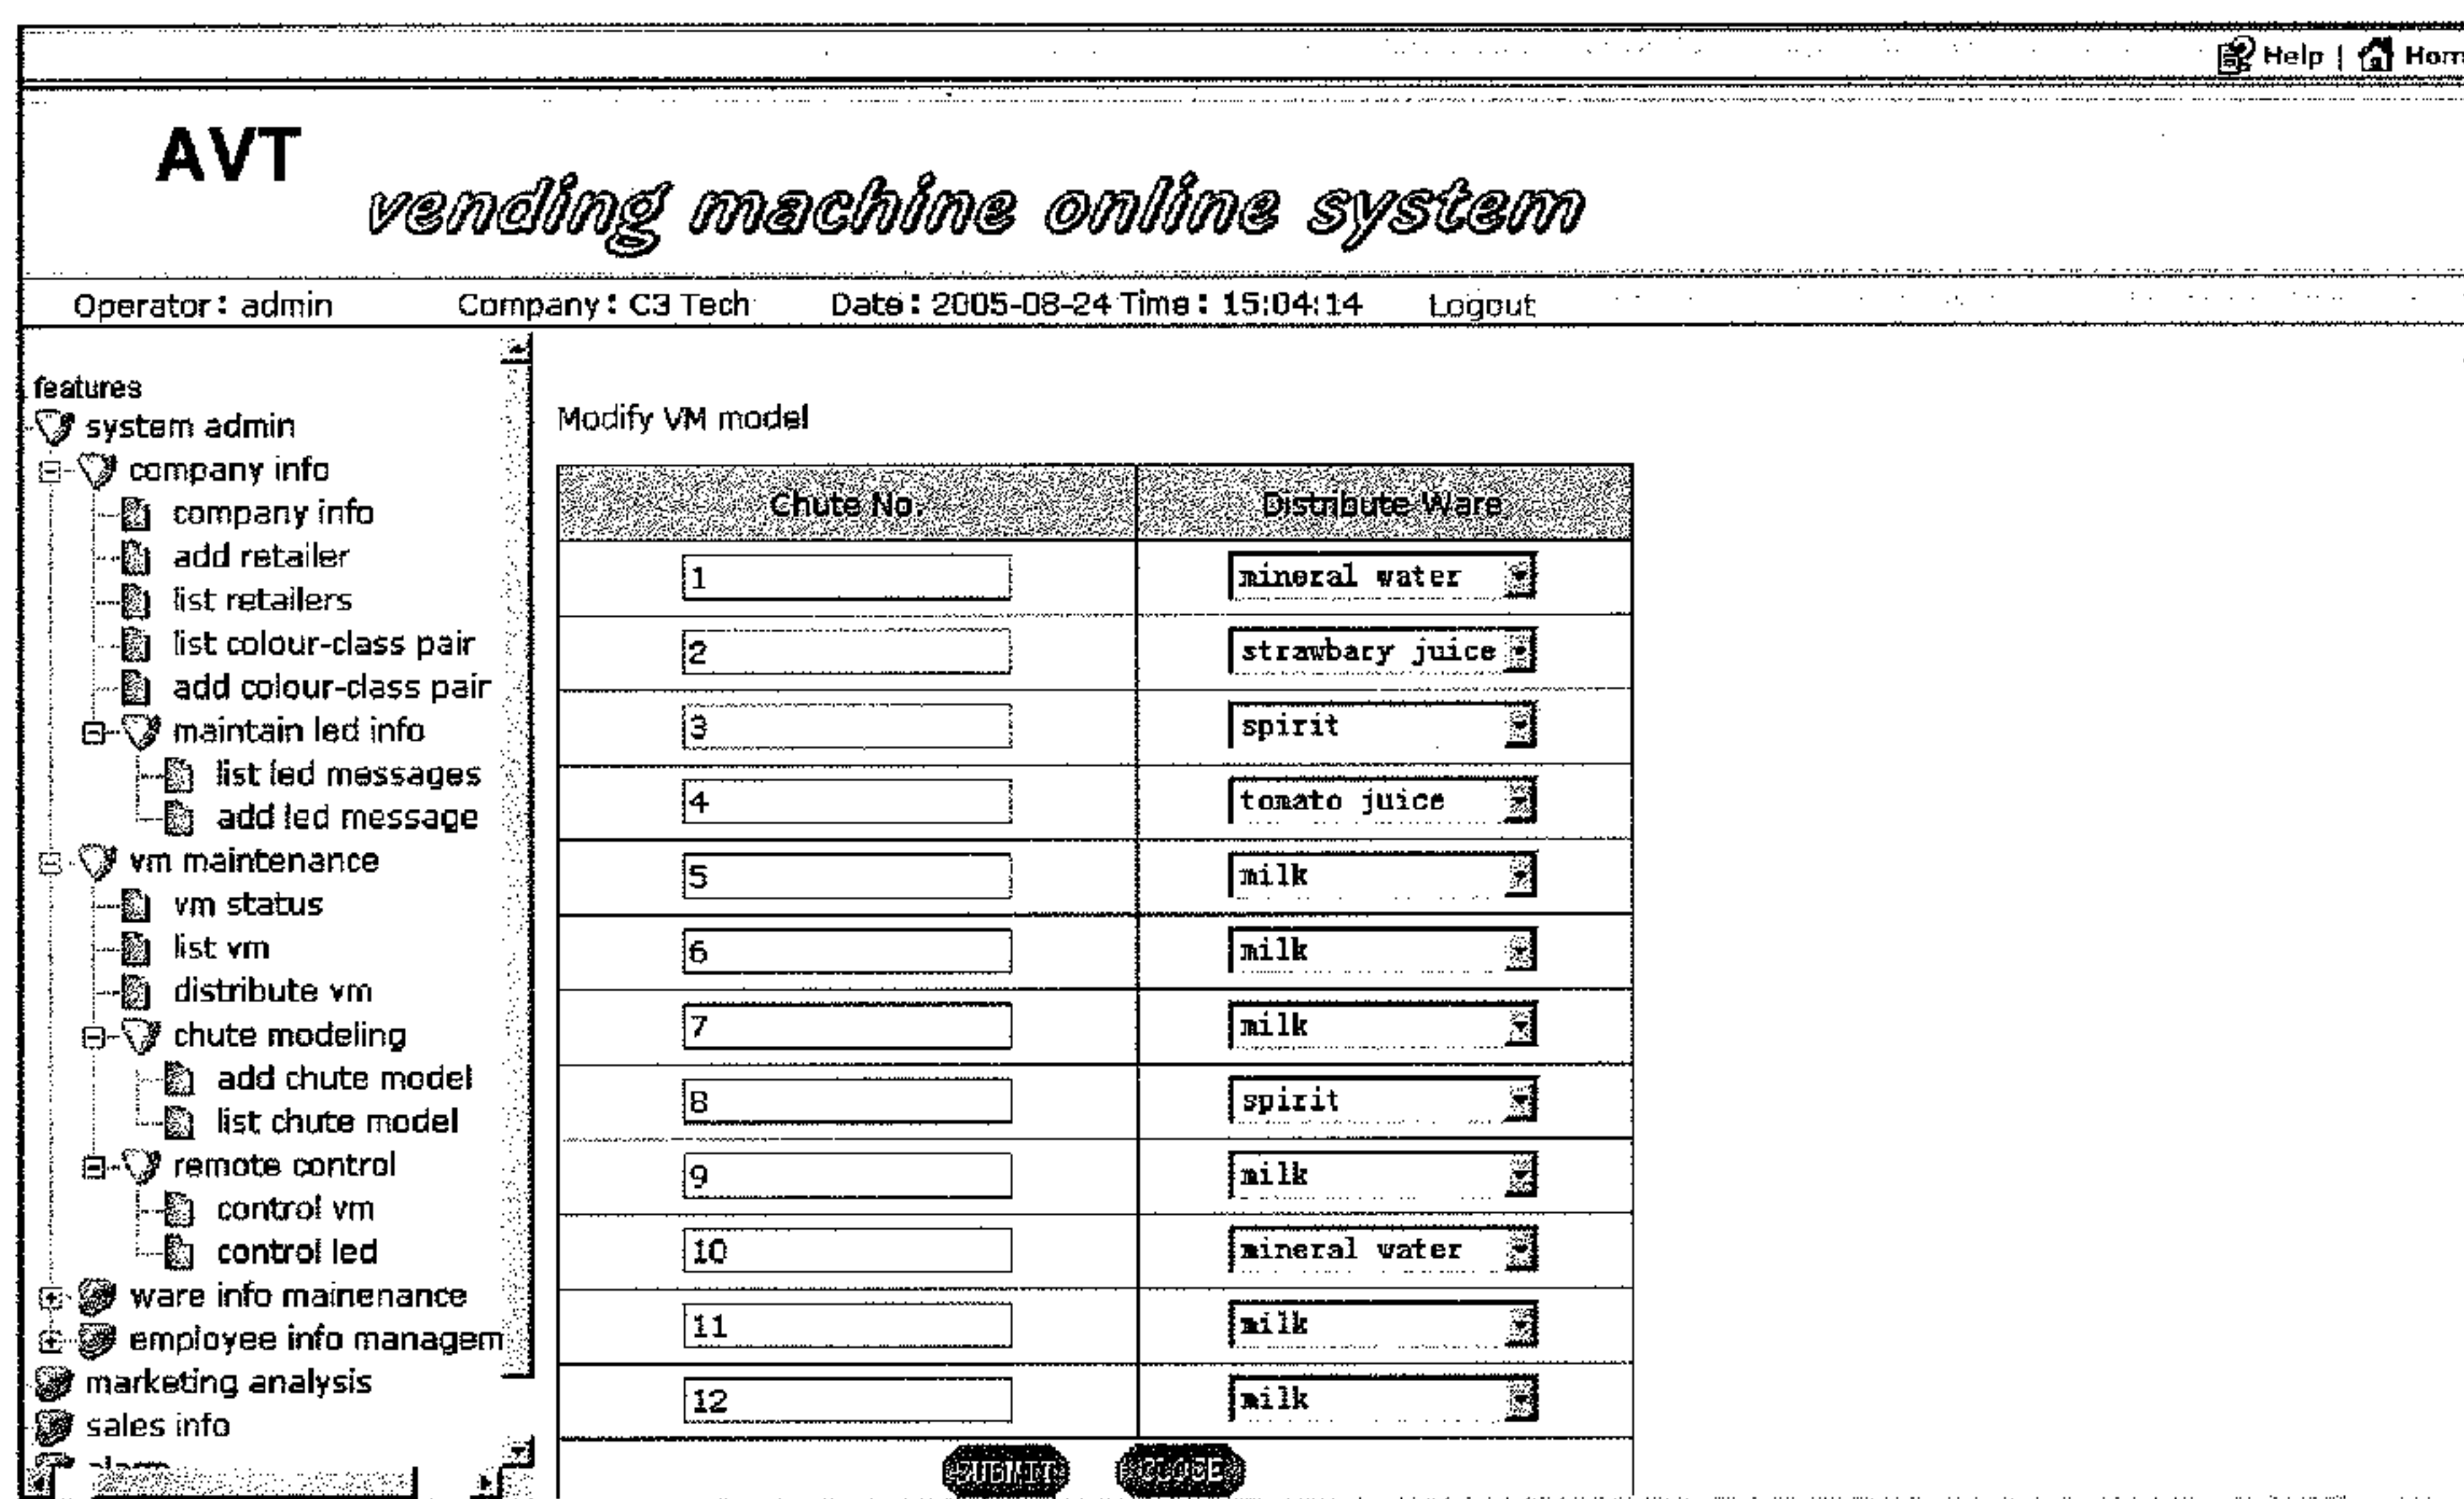 Help | Hom
AVT
vending machine online system
Operator: admin Company: C3 Tech Date: 2005-08-24 Time: 15:04:14 Logout
features
system admin
company info
company info
add retailer
list retailers
list colour-class pair
add colour-class pair
maintain led info
list led messages
add led message
vm maintenance
vm status
list vm
distribute vm
chute modeling
add chute model
list chute model
remote control
control vm
control led
ware info mainenance
employee info managem
marketing analysis
sales info
Modify VM model
Chute No. Distribute Ware
1 mineral water
2 strawbary juice
3 spirit
4 tomato juice
5 milk
6 milk
7 milk
8 spirit
9 milk
10 mineral water
11 milk
12 milk
SUBMIT CLOSE